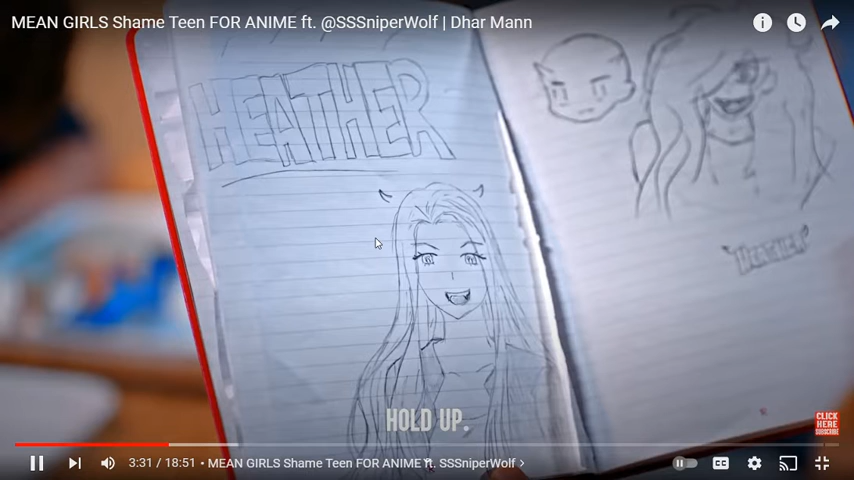 MEAN GIRLS Shame Teen FOR ANIME ft. @SSSniperWolf | Dhar Mann
HEATHER
HEATHER
HOLD UP.
CLICK
HERE
SUBSCRIBE
3:31 / 18:51 • MEAN GIRLS Shame Teen FOR ANIME ft. SSSniperWolf
CC